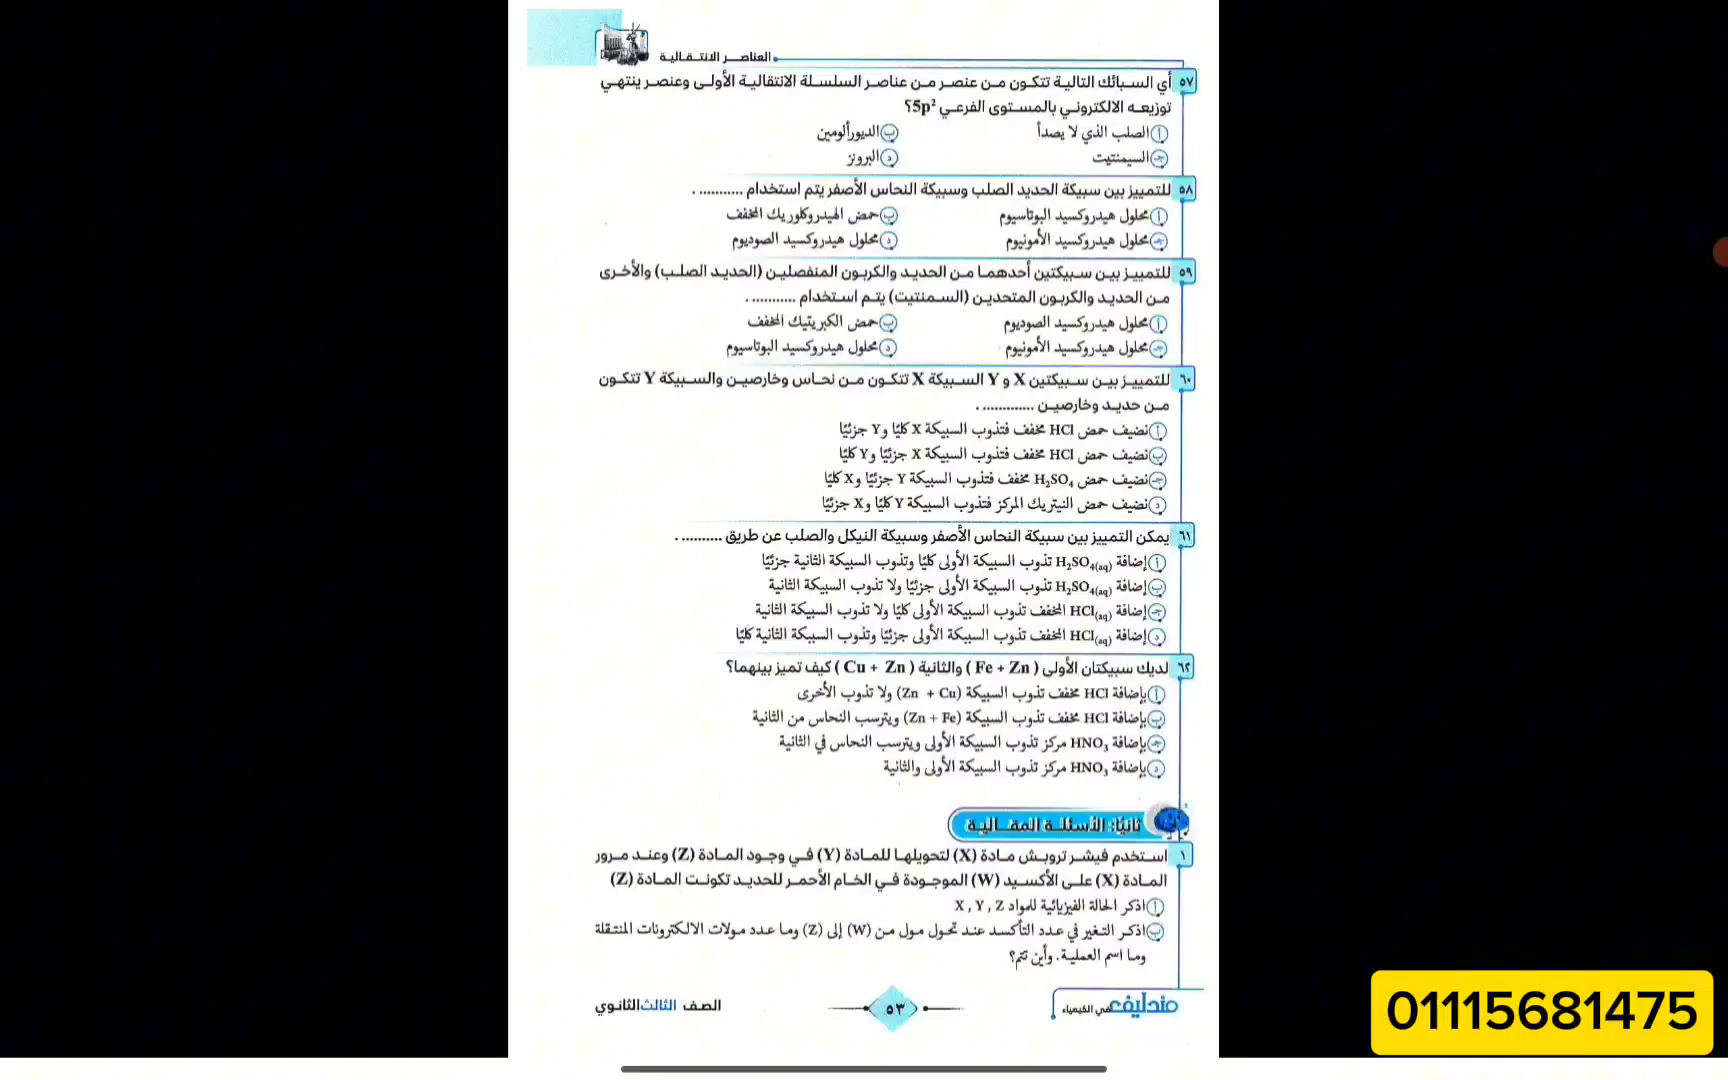 العناصر الانتقالية
٥٧ أي السبائك التالية تتكون من عنصر من عناصر السلسلة الانتقالية الأولى وعنصر ينتهي
توزيعه الالكتروني بالمستوى الفرعي 5p²؟
أ الصلب الذي لا يصدأ ب الديورألومين
جـ السيمنتيت د البرونز
٥٨ للتمييز بين سبيكة الحديد الصلب وسبيكة النحاس الأصفر يتم استخدام ........... .
أ محلول هيدروكسيد البوتاسيوم ب حمض الهيدروكلوريك المخفف
جـ محلول هيدروكسيد الأمونيوم د محلول هيدروكسيد الصوديوم
٥٩ للتمييز بين سبيكتين أحدهما من الحديد والكربون المنفصلين (الحديد الصلب) والأخرى
من الحديد والكربون المتحدين (السمنتيت) يتم استخدام ........... .
أ محلول هيدروكسيد الصوديوم ب حمض الكبريتيك المخفف
جـ محلول هيدروكسيد الأمونيوم د محلول هيدروكسيد البوتاسيوم
٦٠ للتمييز بين سبيكتين X و Y السبيكة X تتكون من نحاس وخارصين والسبيكة Y تتكون
من حديد وخارصين ............. .
أ نضيف حمض HCl مخفف فتذوب السبيكة X كليًا و Y جزئيًا
ب نضيف حمض HCl مخفف فتذوب السبيكة X جزئيًا و Y كليًا
جـ نضيف حمض H₂SO₄ مخفف فتذوب السبيكة Y جزئيًا و X كليًا
د نضيف حمض النيتريك المركز فتذوب السبيكة Y كليًا و X جزئيًا
٦١ يمكن التمييز بين سبيكة النحاس الأصفر وسبيكة النيكل والصلب عن طريق .......... .
أ إضافة H₂SO₄(aq) تذوب السبيكة الأولى كليًا وتذوب السبيكة الثانية جزئيًا
ب إضافة H₂SO₄(aq) تذوب السبيكة الأولى جزئيًا ولا تذوب السبيكة الثانية
جـ إضافة HCl(aq) المخفف تذوب السبيكة الأولى كليًا ولا تذوب السبيكة الثانية
د إضافة HCl(aq) المخفف تذوب السبيكة الأولى جزئيًا وتذوب السبيكة الثانية كليًا
٦٢ لديك سبيكتان الأولى ( Fe + Zn ) والثانية ( Cu + Zn ) كيف تميز بينهما؟
أ بإضافة HCl مخفف تذوب السبيكة (Zn + Cu) ولا تذوب الأخرى
ب بإضافة HCl مخفف تذوب السبيكة (Zn + Fe) ويترسب النحاس من الثانية
جـ بإضافة HNO₃ مركز تذوب السبيكة الأولى ويترسب النحاس في الثانية
د بإضافة HNO₃ مركز تذوب السبيكة الأولى والثانية
ثانيًا: الأسئلة المقالية
١ استخدم فيشر تروبش مادة (X) لتحويلها للمادة (Y) في وجود المادة (Z) وعند مرور
المادة (X) على الأكسيد (W) الموجودة في الخام الأحمر للحديد تكونت المادة (Z)
أ اذكر الحالة الفيزيائية للمواد X , Y , Z
ب اذكر التغير في عدد التأكسد عند تحول مول من (W) إلى (Z) وما عدد مولات الالكترونات المنتقلة
وما اسم العملية. وأين تتم؟
مندليف في الكيمياء ٥٣ الصف الثالث الثانوي
01115681475